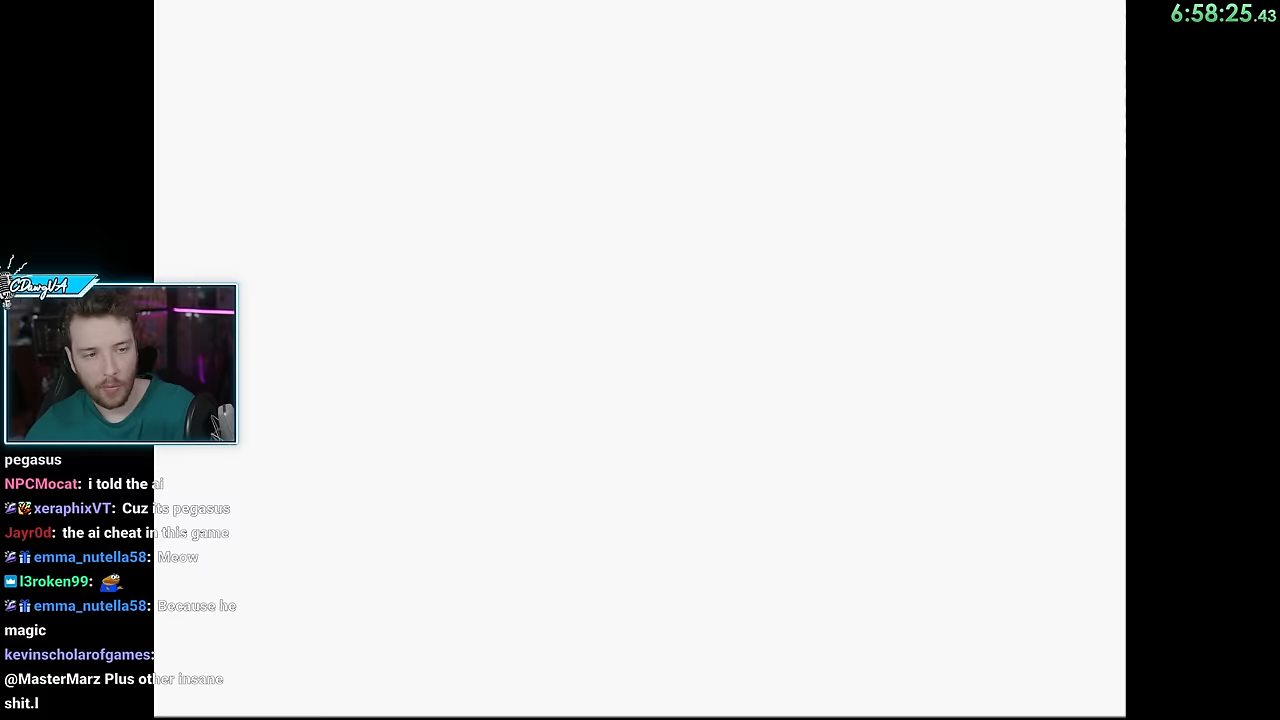 6:58:25.43
CDawgVA
pegasus
NPCMocat: i told the ai
xeraphixVT: Cuz its pegasus
Jayr0d: the ai cheat in this game
emma_nutella58: Meow
l3roken99:
emma_nutella58: Because he
magic
kevinscholarofgames:
@MasterMarz Plus other insane
shit.l